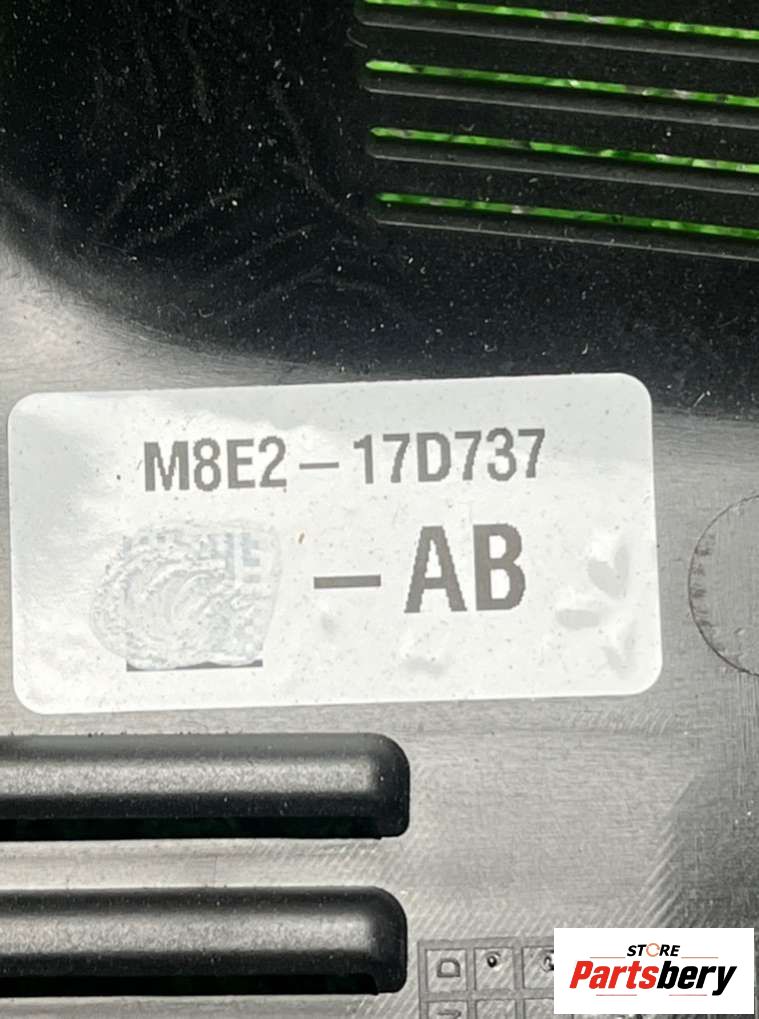 M8E2-17D737
-AB
D
STORE
Partsbery